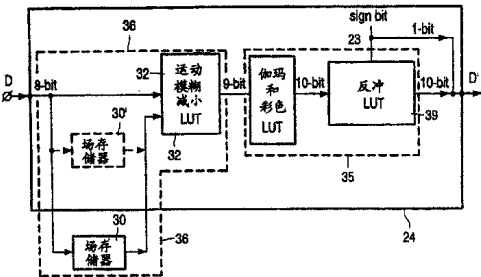 36
sign bit
D
8-bit
32
运动
模糊
减小
LUT
32
9-bit
伽玛
和
彩色
LUT
10-bit
23
1-bit
反冲
LUT
10-bit
D'
39
35
场存
储器
30'
30
场存
储器
36
24